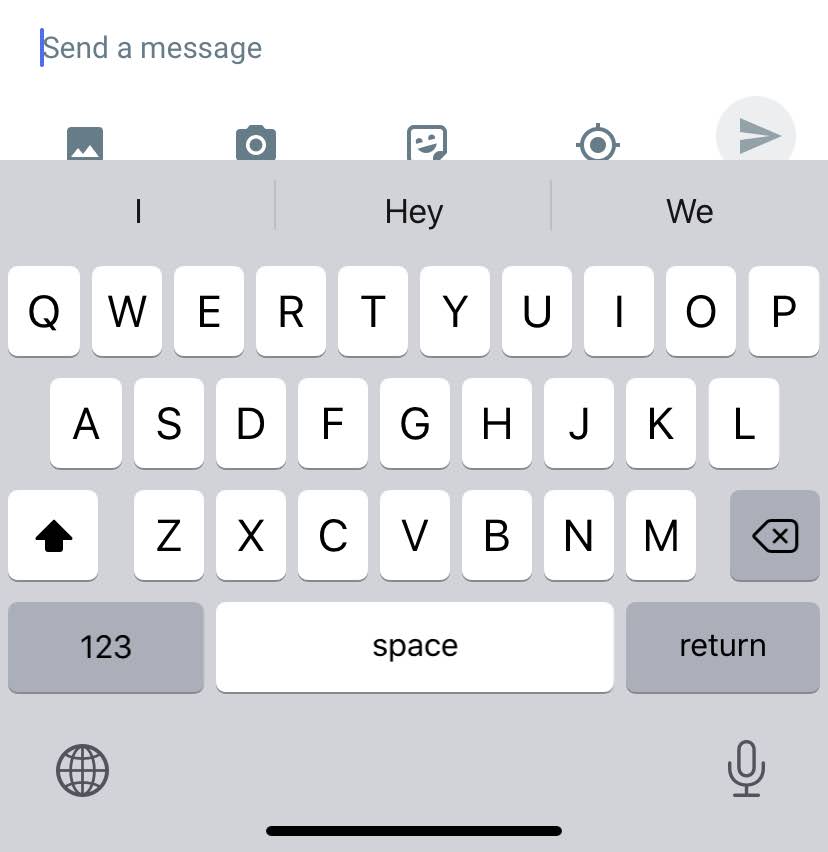 Send a message
I Hey We
Q W E R T Y U I O P
A S D F G H J K L
Z X C V B N M
123 space return